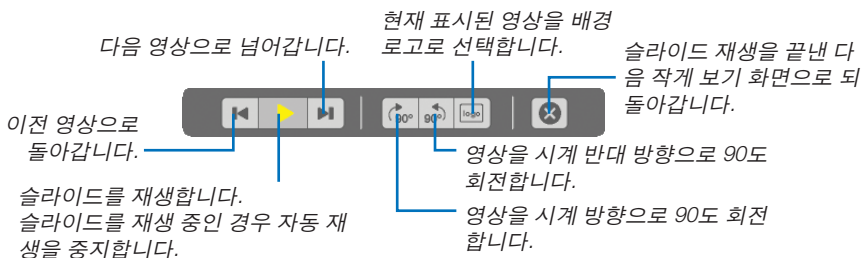 현재 표시된 영상을 배경
로고로 선택합니다.
다음 영상으로 넘어갑니다.
슬라이드 재생을 끝낸 다
음 작게 보기 화면으로 되
돌아갑니다.
이전 영상으로
돌아갑니다.
90°
90°
logo
영상을 시계 반대 방향으로 90도
회전합니다.
슬라이드를 재생합니다.
슬라이드를 재생 중인 경우 자동 재
생을 중지합니다.
영상을 시계 방향으로 90도 회전
합니다.